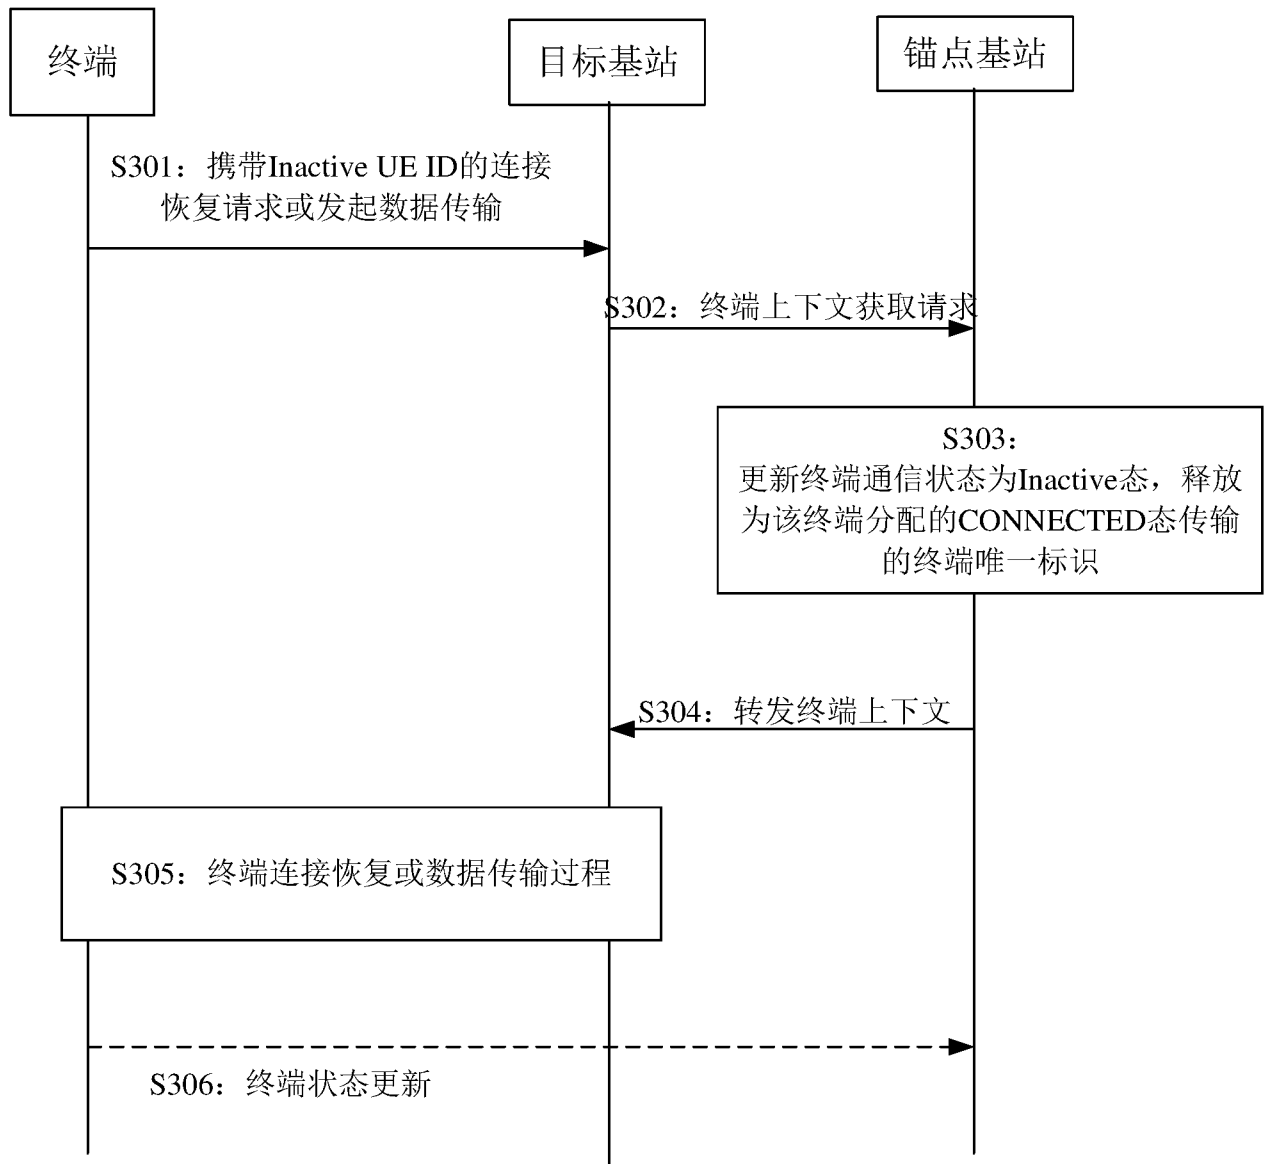 终端
目标基站
锚点基站
S301：携带Inactive UE ID的连接
恢复请求或发起数据传输
S302：终端上下文获取请求
S303：
更新终端通信状态为Inactive态，释放
为该终端分配的CONNECTED态传输
的终端唯一标识
S304：转发终端上下文
S305：终端连接恢复或数据传输过程
S306：终端状态更新